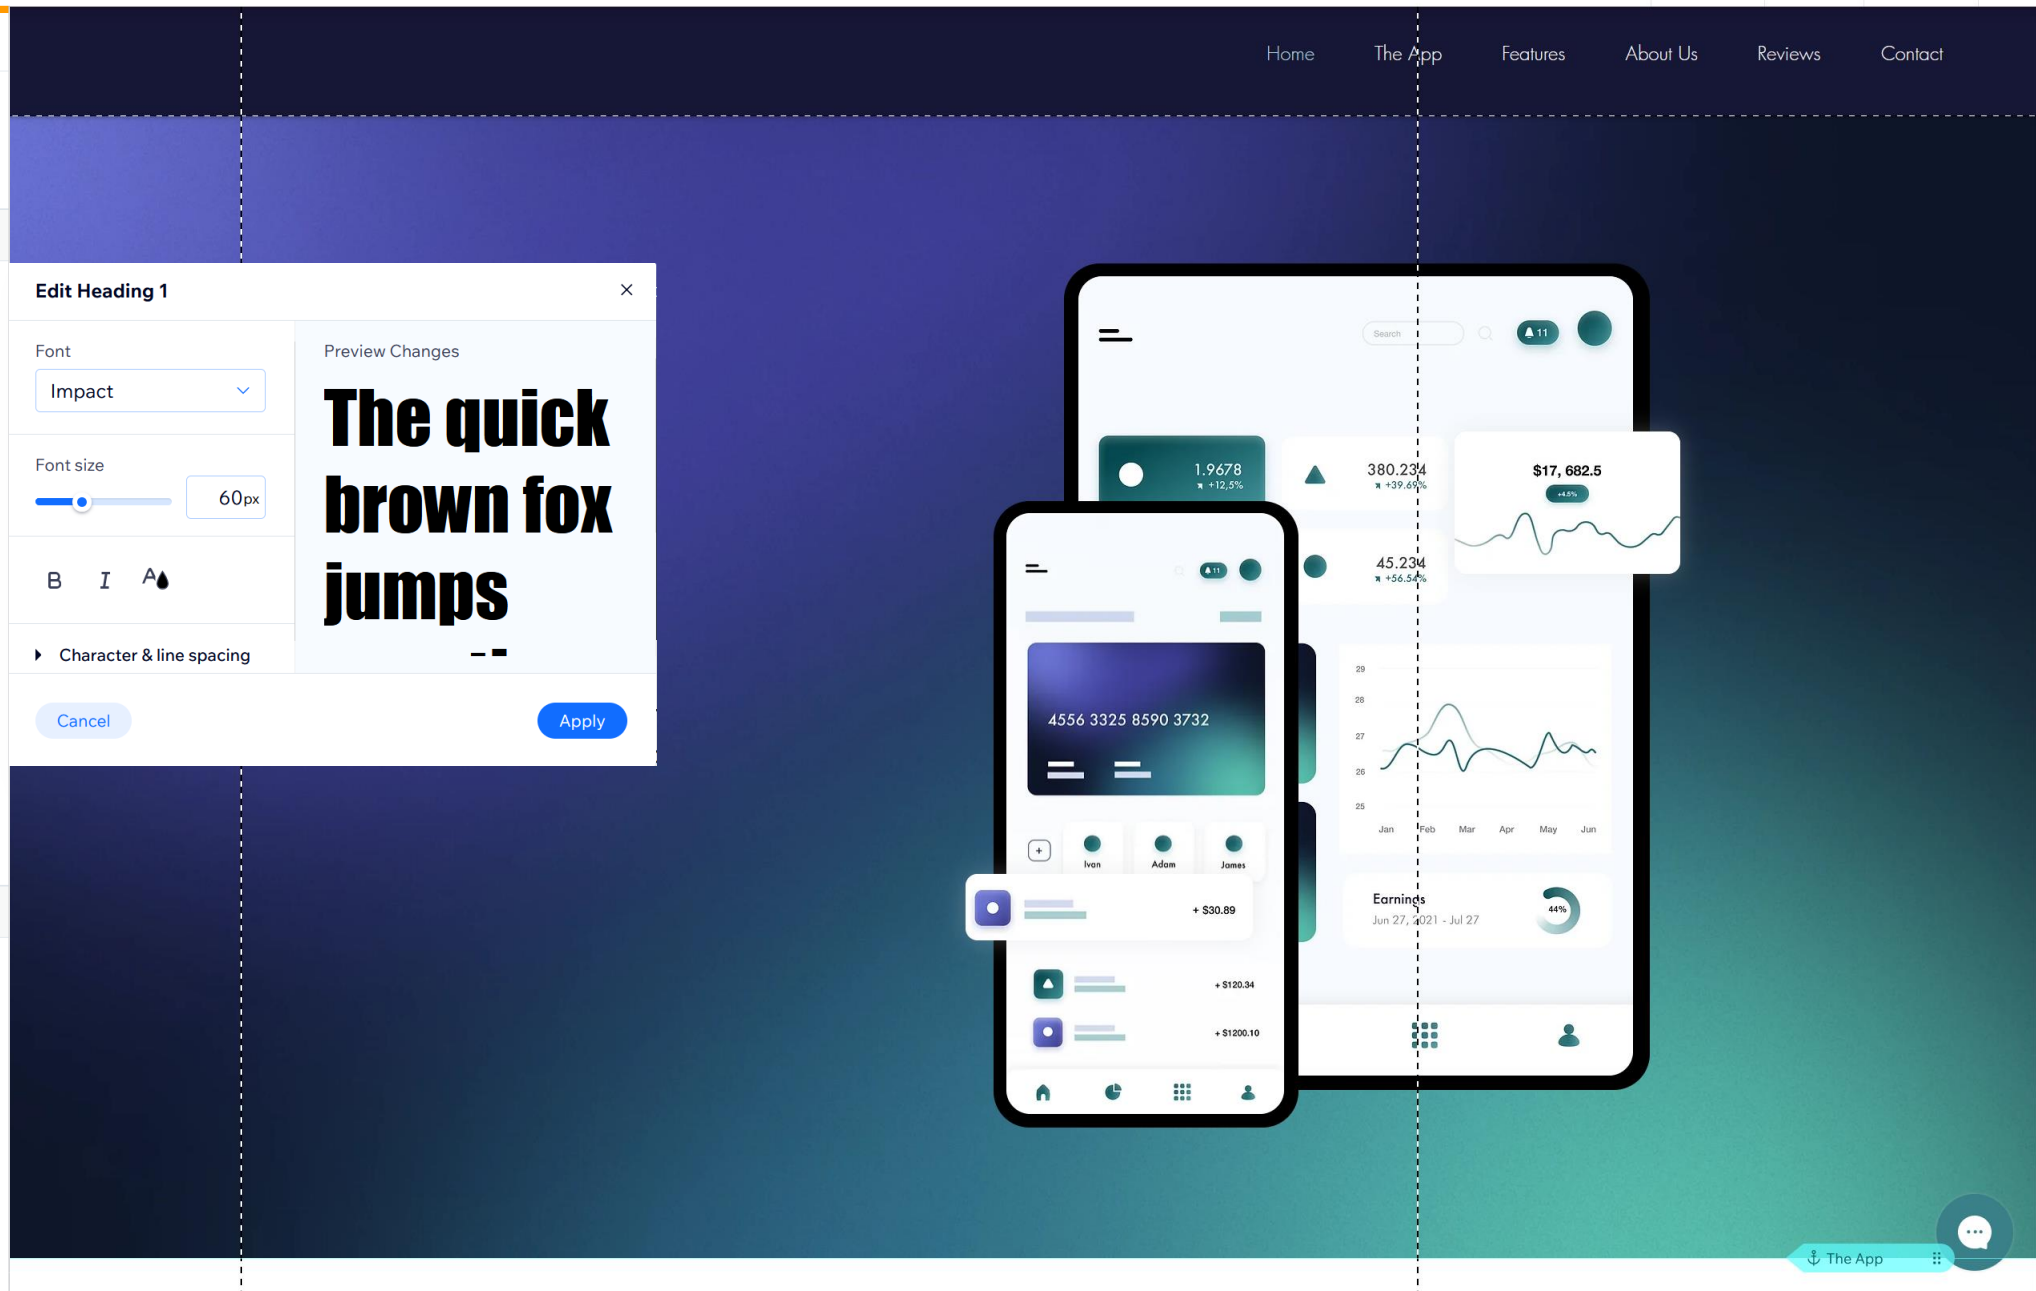 Home The App Features About Us Reviews Contact
Edit Heading 1
Font
Impact
Font size
60px
B I A
Character & line spacing
Preview Changes
The quick
brown fox
jumps
Cancel Apply
Search
11
1.9678
+12,5%
380.234
+39.69%
$17, 682.5
+4.5%
45.234
+56.54%
11
4556 3325 8590 3732
Ivan Adam James
+ $30.89
+ $120.34
+ $1200.10
29
28
27
26
25
Jan Feb Mar Apr May Jun
Earnings
Jun 27, 2021 - Jul 27
44%
The App